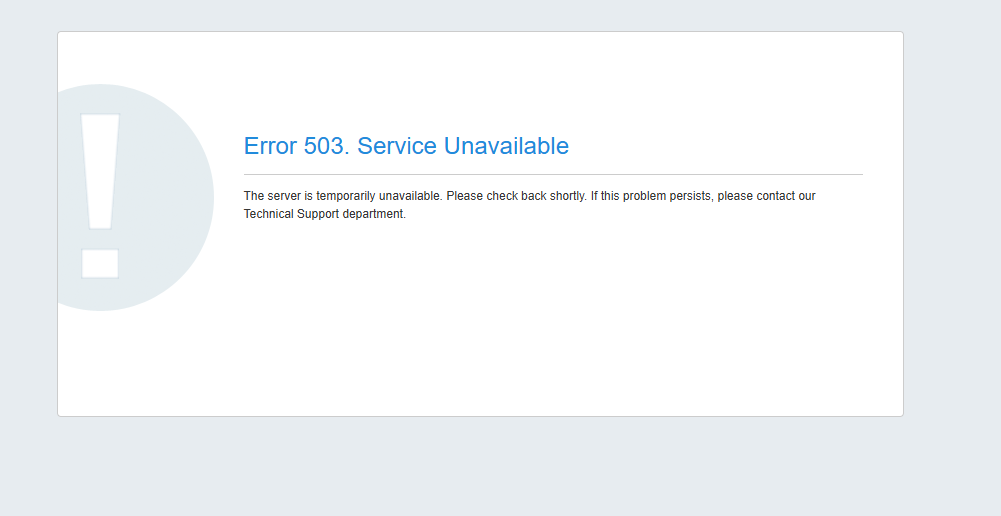 Error 503. Service Unavailable
The server is temporarily unavailable. Please check back shortly. If this problem persists, please contact our
Technical Support department.